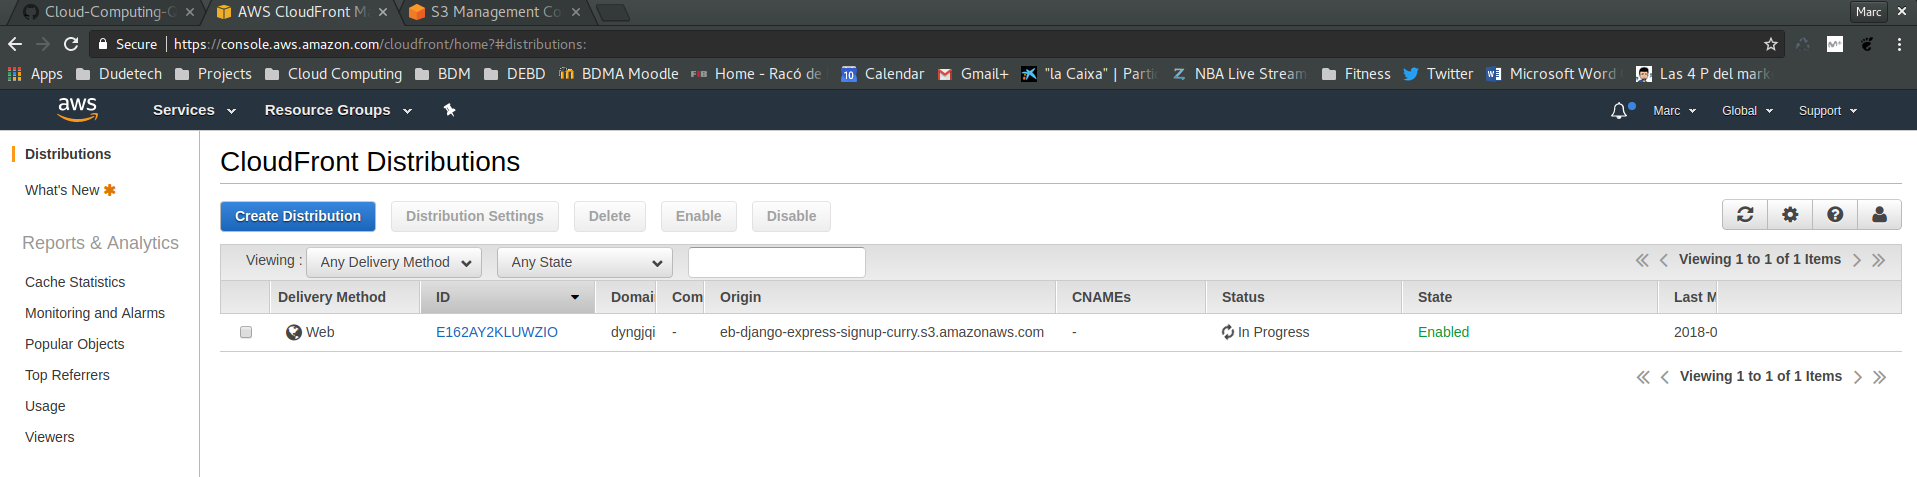 Cloud-Computing-Q AWS CloudFront M S3 Management Co Marc
Secure https://console.aws.amazon.com/cloudfront/home?#distributions:
Apps Dudetech Projects Cloud Computing BDM DEBD BDMA Moodle FIB Home - Racó de Calendar Gmail+ "la Caixa" | Parti NBA Live Stream Fitness Twitter Microsoft Word Las 4 P del mark
aws Services Resource Groups Marc Global Support
Distributions
What's New
Reports & Analytics
Cache Statistics
Monitoring and Alarms
Popular Objects
Top Referrers
Usage
Viewers
CloudFront Distributions
Create Distribution Distribution Settings Delete Enable Disable
Viewing : Any Delivery Method Any State Viewing 1 to 1 of 1 Items
Delivery Method ID Domai Com Origin CNAMEs Status State Last M
Web E162AY2KLUWZIO dyngjqi - eb-django-express-signup-curry.s3.amazonaws.com - In Progress Enabled 2018-0
Viewing 1 to 1 of 1 Items